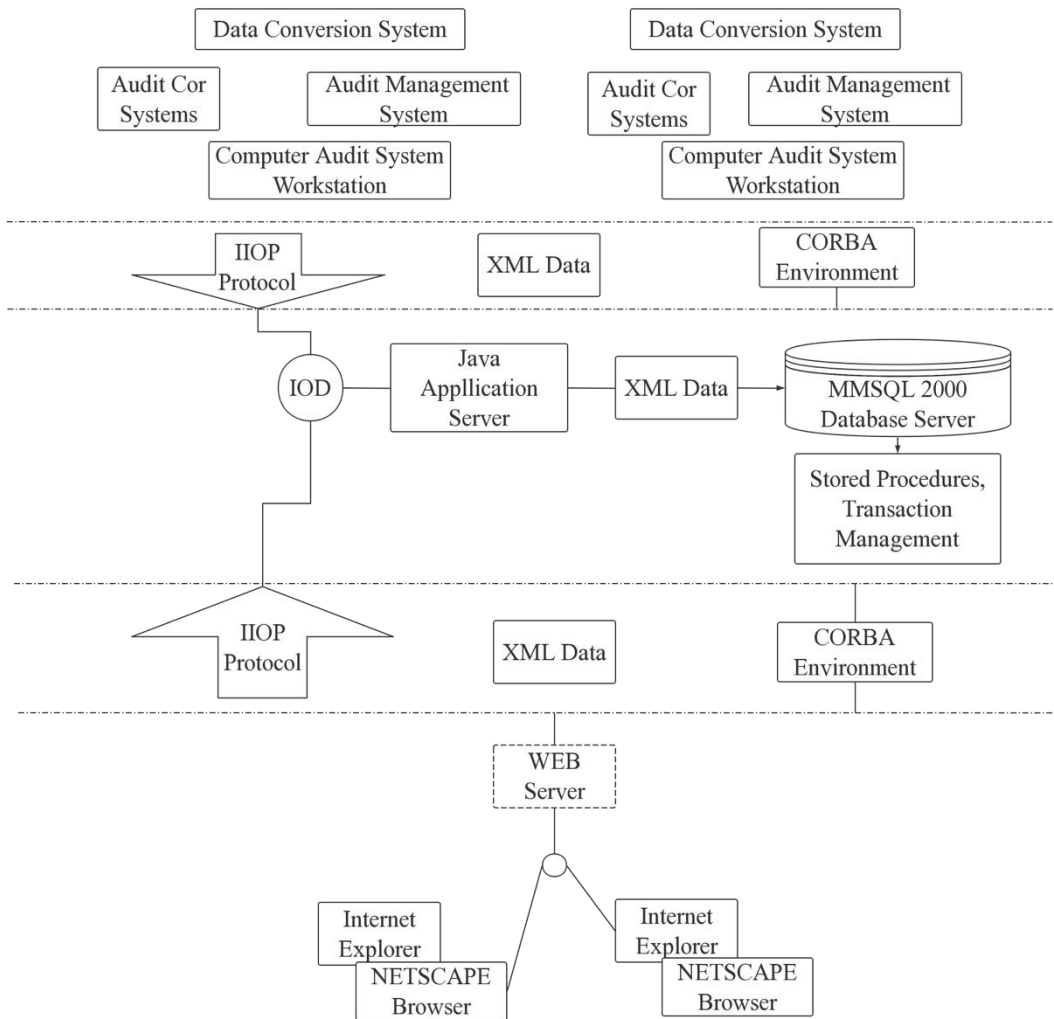 Data Conversion System
Data Conversion System
Audit Cor
Systems
Audit Management
System
Audit Cor
Systems
Audit Management
System
Computer Audit System
Workstation
Computer Audit System
Workstation
IIOP
Protocol
XML Data
CORBA
Environment
IOD
Java
Appllication
Server
XML Data
MMSQL 2000
Database Server
Stored Procedures,
Transaction
Management
IIOP
Protocol
XML Data
CORBA
Environment
WEB
Server
Internet
Explorer
NETSCAPE
Browser
Internet
Explorer
NETSCAPE
Browser